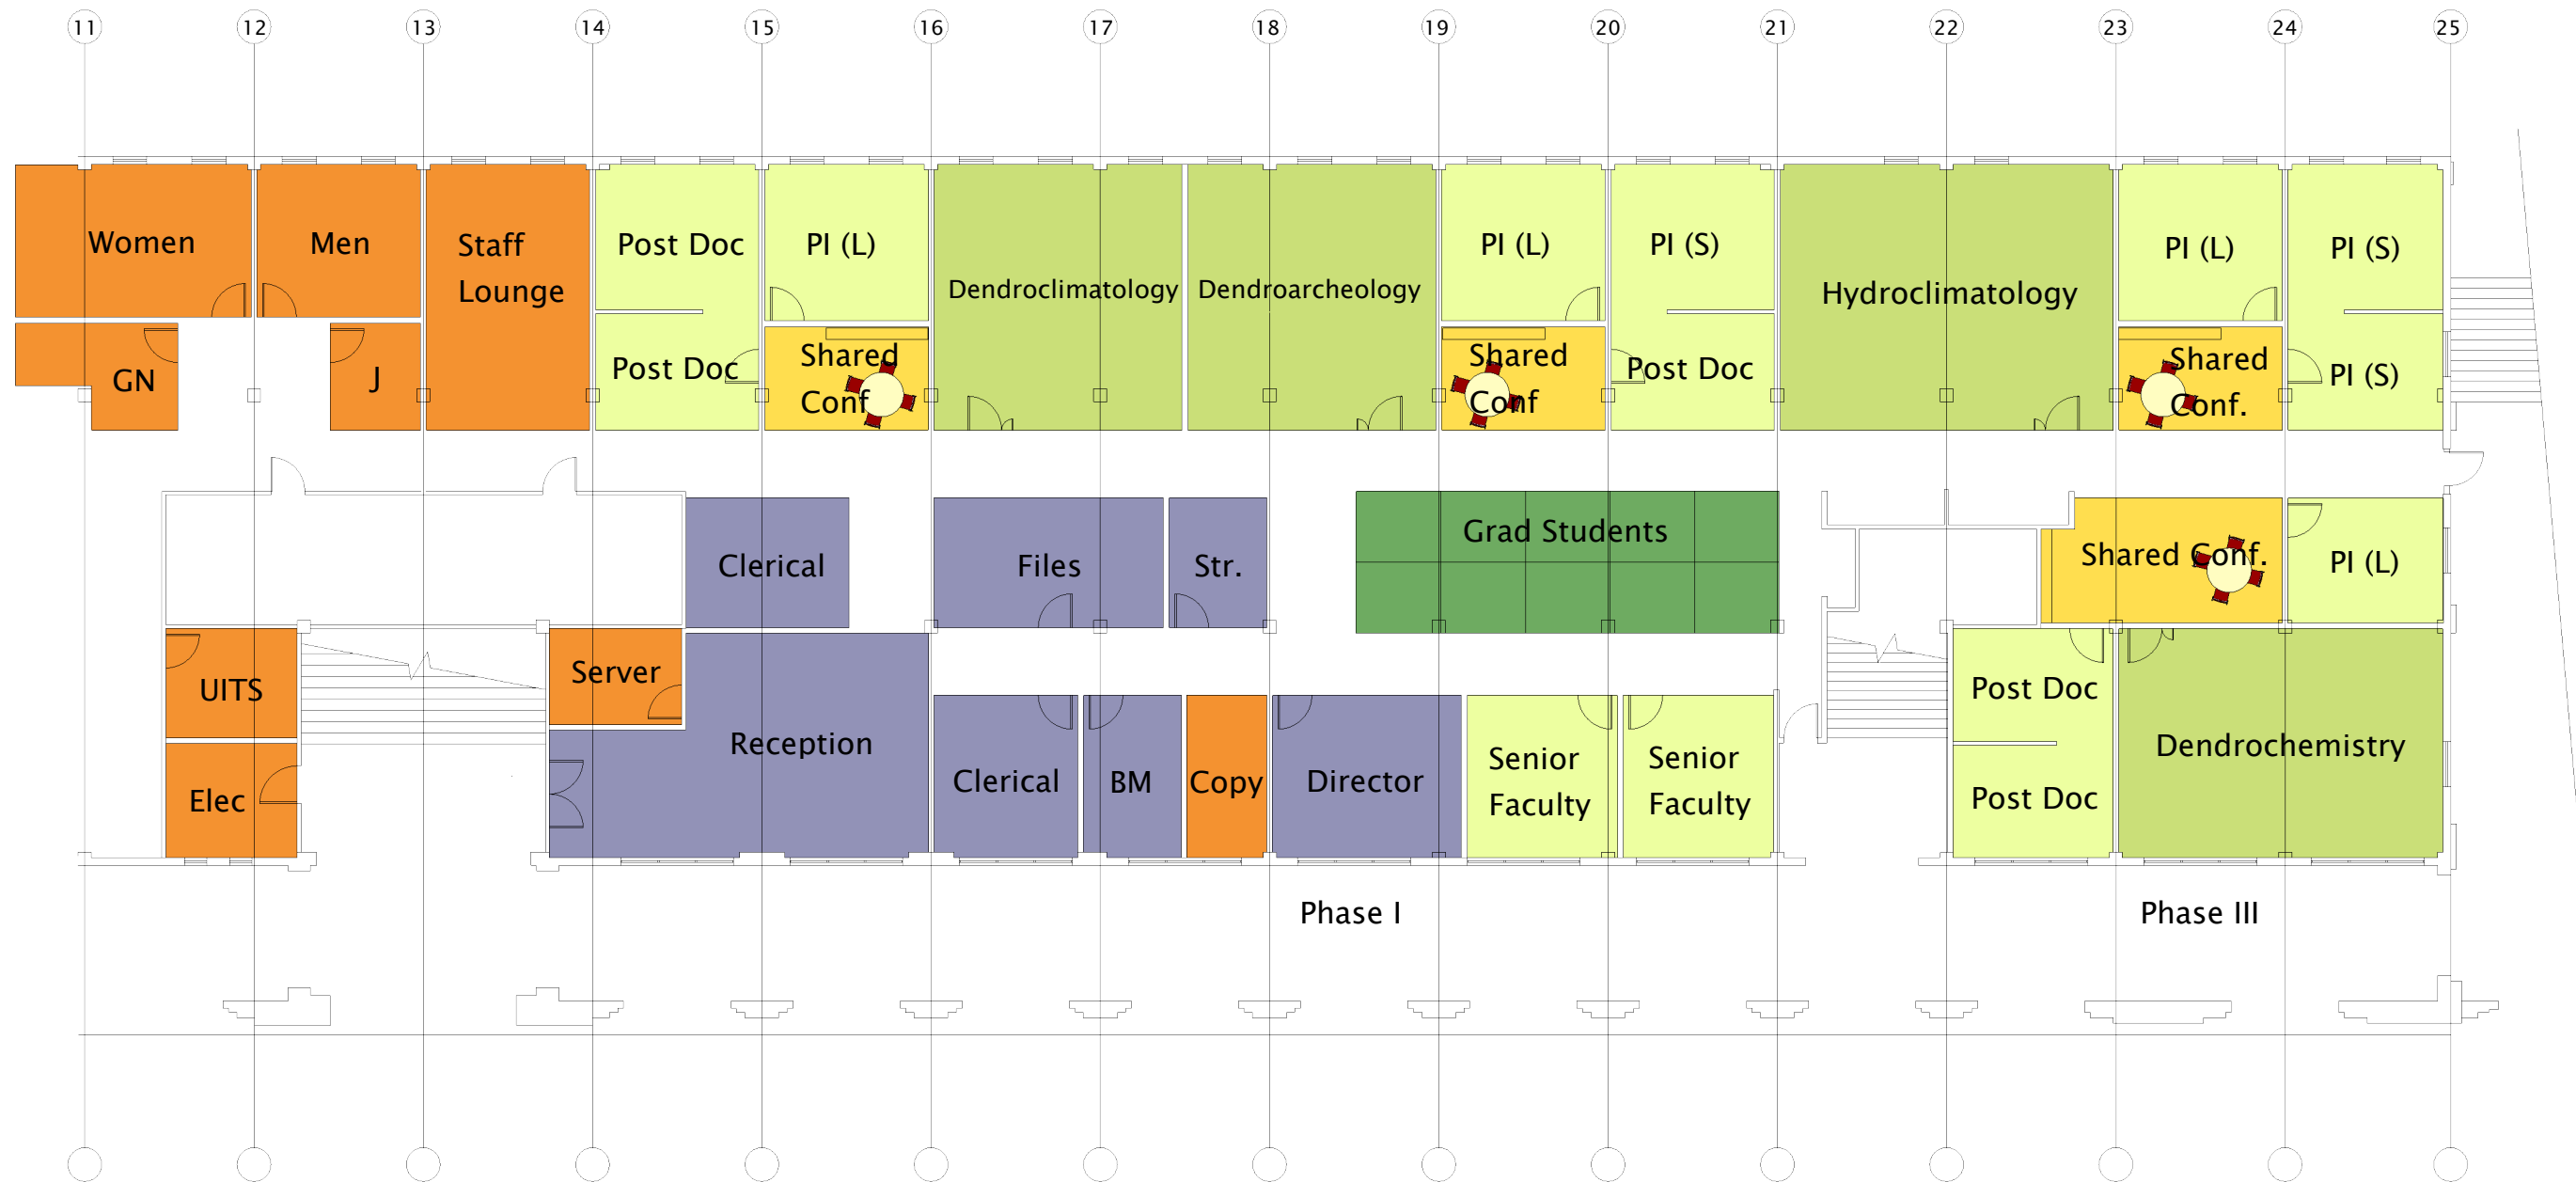 11 12 13 14 15 16 17 18 19 20 21 22 23 24 25
Women
Men
Staff
Lounge
Post Doc
PI (L)
Dendroclimatology
Dendroarcheology
PI (L)
PI (S)
Hydroclimatology
PI (L)
PI (S)
GN
J
Post Doc
Shared
Conf
Shared
Conf
Post Doc
Shared
Conf.
PI (S)
Clerical
Files
Str.
Grad Students
Shared Conf.
PI (L)
UITS
Server
Reception
Elec
Clerical
BM
Copy
Director
Senior
Faculty
Senior
Faculty
Post Doc
Post Doc
Dendrochemistry
Phase I
Phase III